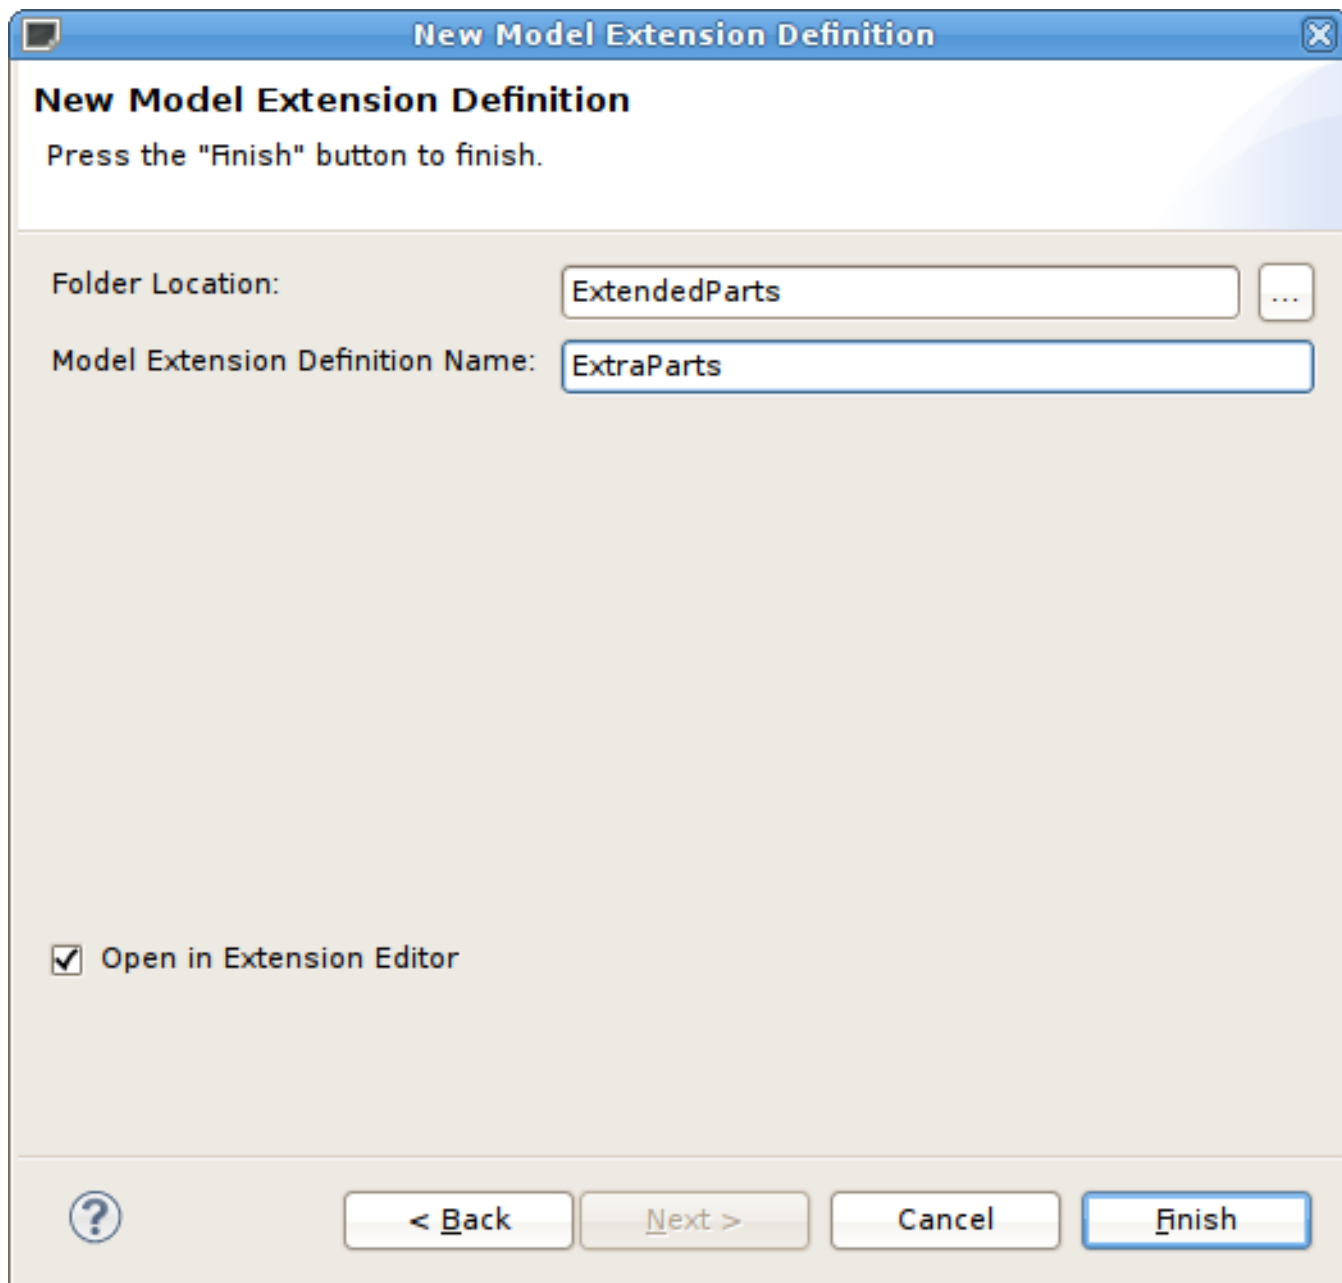 New Model Extension Definition
New Model Extension Definition
Press the "Finish" button to finish.
Folder Location:
ExtendedParts
...
Model Extension Definition Name:
ExtraParts
Open in Extension Editor
?
< Back
Next >
Cancel
Finish